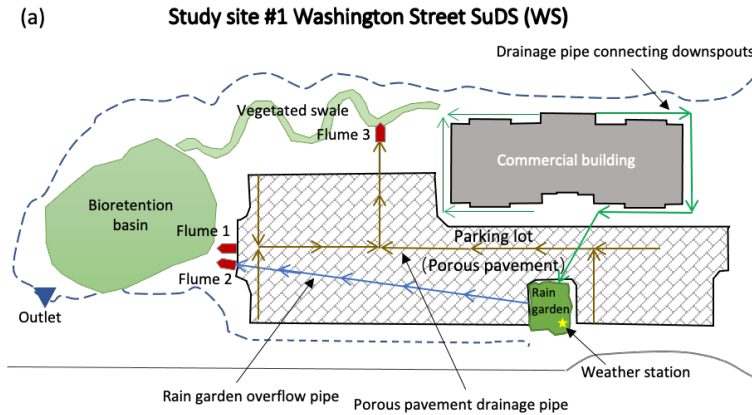 (a)
Study site #1 Washington Street SuDS (WS)
Drainage pipe connecting downspouts
Vegetated swale
Flume 3
Commercial building
Bioretention
basin
Flume 1
Parking lot
(Porous pavement)
Flume 2
Rain
garden
Outlet
Weather station
Rain garden overflow pipe
Porous pavement drainage pipe